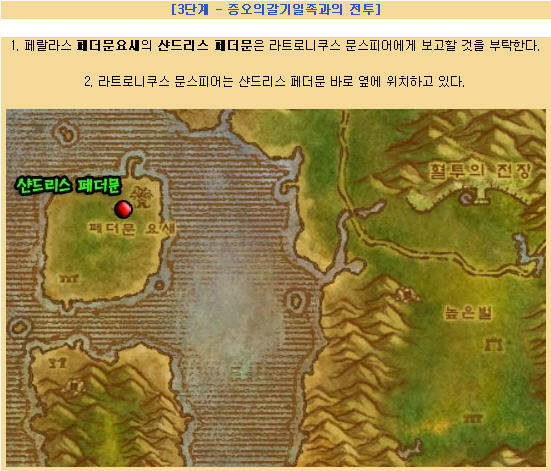 [3단계 - 증오의갈기일족과의 전투]
1. 페랄라스 페더문요새의 샨드리스 페더문은 라트로니쿠스 문스피어에게 보고할 것을 부탁한다.
2. 라트로니쿠스 문스피어는 샨드리스 페더문 바로 옆에 위치하고 있다.
혈투의 전장
샨드리스 페더문
페더문 요새
높은벌